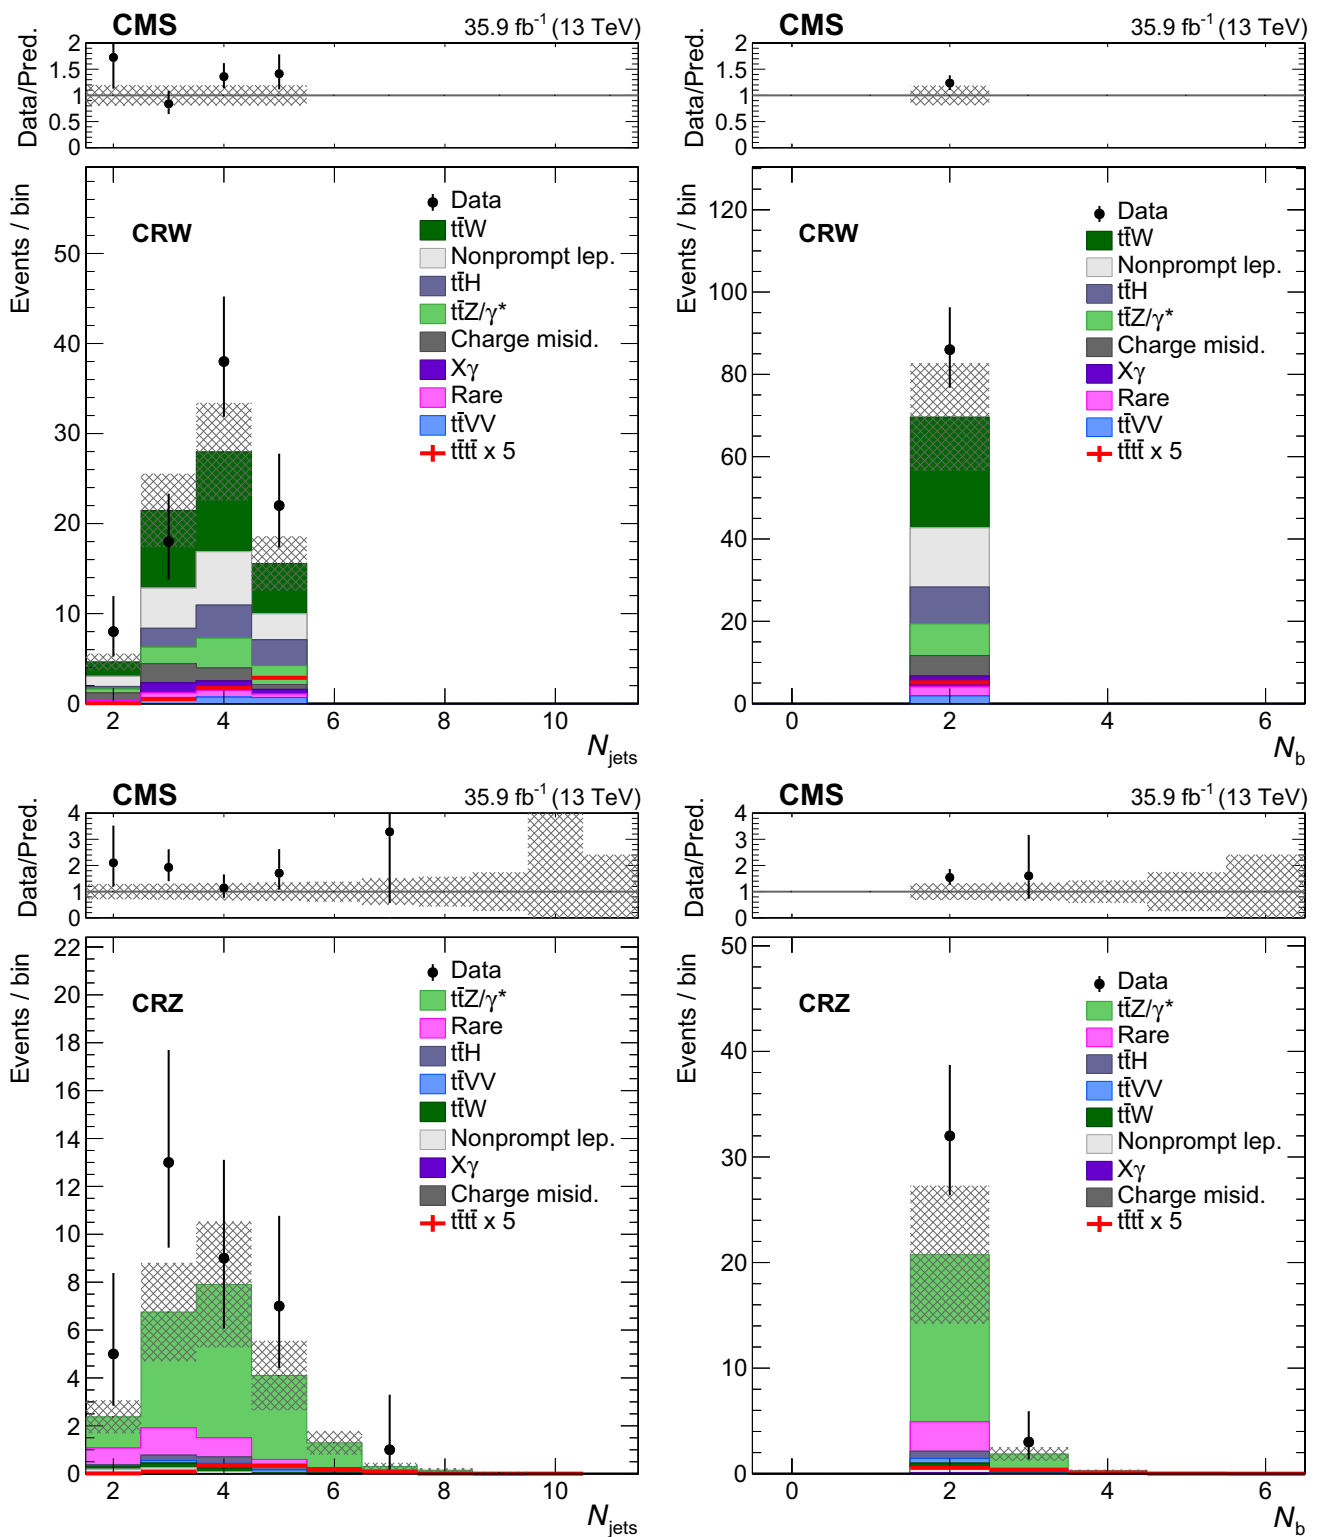 CMS 35.9 fb⁻¹ (13 TeV)
Data/Pred.
2
1.5
1
0.5
0
Events / bin
CRW
Data
tt̄W
Nonprompt lep.
tt̄H
tt̄Z/γ*
Charge misid.
Xγ
Rare
tt̄VV
tt̄tt̄ x 5
50
40
30
20
10
0
2 4 6 8 10
N_jets
CMS 35.9 fb⁻¹ (13 TeV)
Data/Pred.
2
1.5
1
0.5
0
Events / bin
CRW
Data
tt̄W
Nonprompt lep.
tt̄H
tt̄Z/γ*
Charge misid.
Xγ
Rare
tt̄VV
tt̄tt̄ x 5
120
100
80
60
40
20
0
0 2 4 6
N_b
CMS 35.9 fb⁻¹ (13 TeV)
Data/Pred.
4
3
2
1
0
Events / bin
CRZ
Data
tt̄Z/γ*
Rare
tt̄H
tt̄VV
tt̄W
Nonprompt lep.
Xγ
Charge misid.
tt̄tt̄ x 5
22
20
18
16
14
12
10
8
6
4
2
0
2 4 6 8 10
N_jets
CMS 35.9 fb⁻¹ (13 TeV)
Data/Pred.
4
3
2
1
0
Events / bin
CRZ
Data
tt̄Z/γ*
Rare
tt̄H
tt̄VV
tt̄W
Nonprompt lep.
Xγ
Charge misid.
tt̄tt̄ x 5
50
40
30
20
10
0
0 2 4 6
N_b